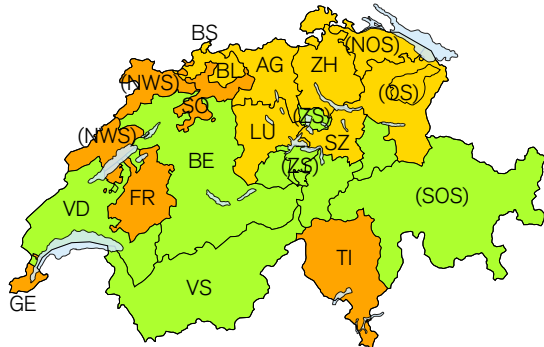 BS
(NOS)
BL
AG
ZH
(NWS)
(OS)
SO
(ZS)
(NWS)
LU
SZ
BE
(ZS)
(SOS)
VD
FR
TI
VS
GE